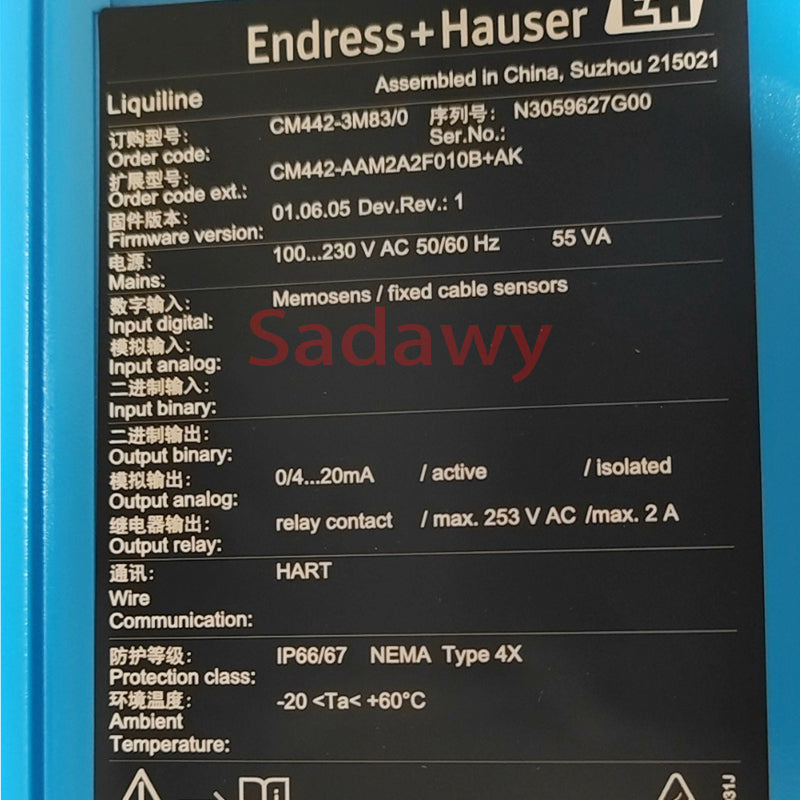 Endress+Hauser EH
Liquiline Assembled in China, Suzhou 215021
订购型号: CM442-3M83/0 序列号: N3059627G00
Order code: Ser.No.:
扩展型号: CM442-AAM2A2F010B+AK
Order code ext.:
固件版本: 01.06.05 Dev.Rev.: 1
Firmware version:
电源: 100...230 V AC 50/60 Hz 55 VA
Mains:
数字输入: Memosens / fixed cable sensors
Input digital:
模拟输入:
Input analog:
二进制输入:
Input binary:
二进制输出:
Output binary:
模拟输出: 0/4...20mA / active / isolated
Output analog:
继电器输出: relay contact / max. 253 V AC /max. 2 A
Output relay:
通讯: HART
Wire
Communication:
防护等级: IP66/67 NEMA Type 4X
Protection class:
环境温度: -20 <Ta< +60°C
Ambient
Temperature:
31J
Sadawy